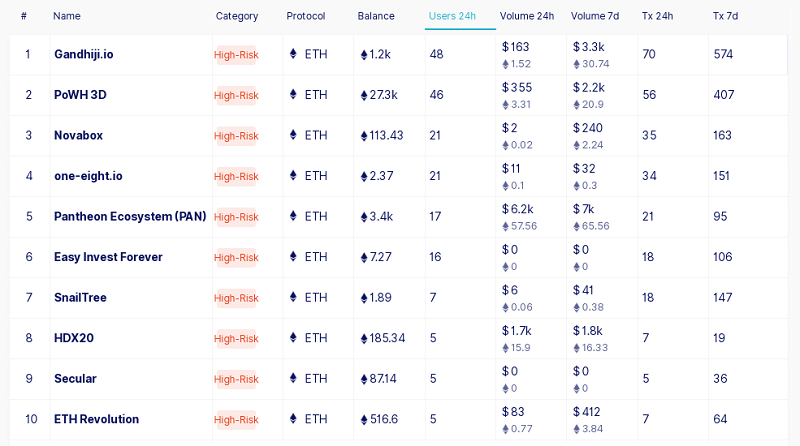 # Name Category Protocol Balance Users 24h Volume 24h Volume 7d Tx 24h Tx 7d
1 Gandhiji.io High-Risk ETH 1.2k 48 $163 $3.3k 70 574
1.52 30.74
2 PoWH 3D High-Risk ETH 27.3k 46 $355 $2.2k 56 407
3.31 20.9
3 Novabox High-Risk ETH 113.43 21 $2 $240 35 163
0.02 2.24
4 one-eight.io High-Risk ETH 2.37 21 $11 $32 34 151
0.1 0.3
5 Pantheon Ecosystem (PAN) High-Risk ETH 3.4k 17 $6.2k $7k 21 95
57.56 65.56
6 Easy Invest Forever High-Risk ETH 7.27 16 $0 $0 18 106
0 0
7 SnailTree High-Risk ETH 1.89 7 $6 $41 18 147
0.06 0.38
8 HDX20 High-Risk ETH 185.34 5 $1.7k $1.8k 7 19
15.9 16.33
9 Secular High-Risk ETH 87.14 5 $0 $0 5 36
0 0
10 ETH Revolution High-Risk ETH 516.6 5 $83 $412 7 64
0.77 3.84